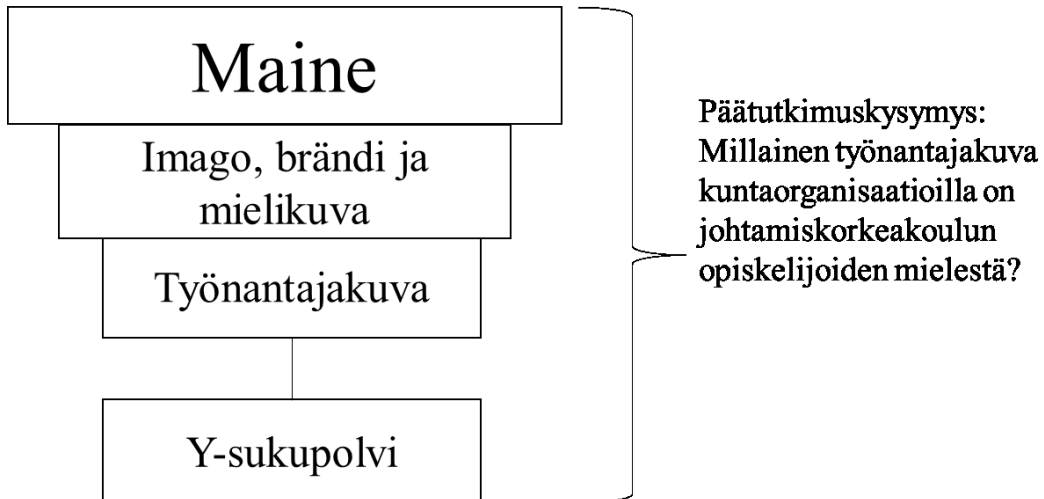 Maine
Imago, brändi ja
mielikuva
Työnantajakuva
Y-sukupolvi
Päätutkimuskysymys:
Millainen työnantajakuva
kuntaorganisaatioilla on
johtamiskorkeakoulun
opiskelijoiden mielestä?